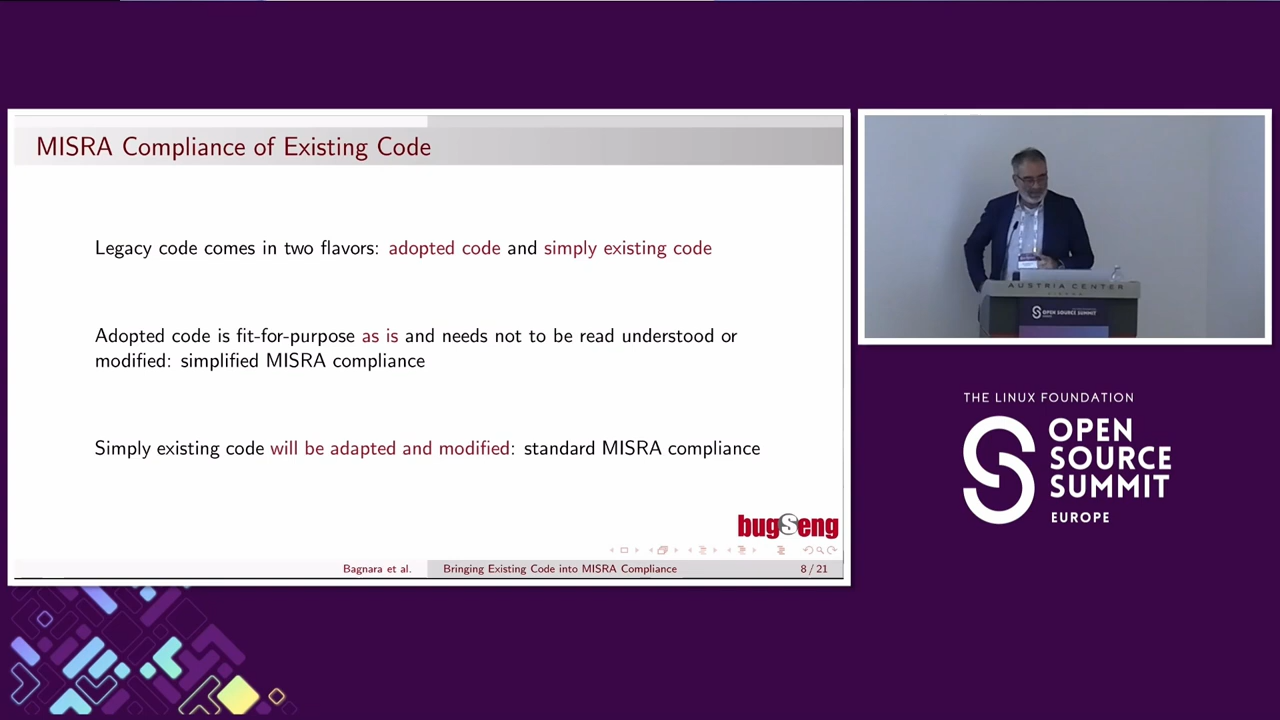 MISRA Compliance of Existing Code
Legacy code comes in two flavors: adopted code and simply existing code
Adopted code is fit-for-purpose as is and needs not to be read understood or
modified: simplified MISRA compliance
Simply existing code will be adapted and modified: standard MISRA compliance
bugSeng
Bagnara et al.
Bringing Existing Code into MISRA Compliance
8 / 21
AUSTRIA CENTER
OPEN SOURCE SUMMIT
THE LINUX FOUNDATION
OPEN
SOURCE
SUMMIT
EUROPE